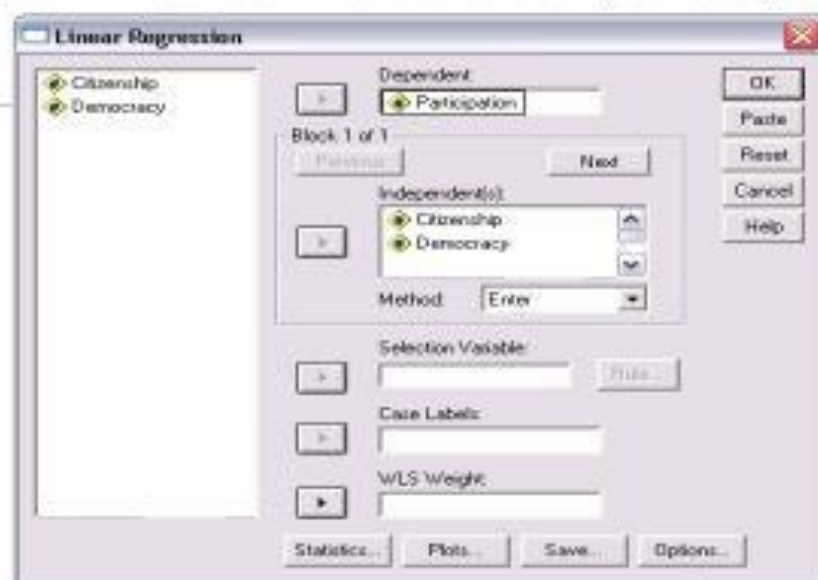 Linear Regression
Citizenship
Democracy
Dependent:
Participation
Block 1 of 1
Previous
Next
Independent(s):
Citizenship
Democracy
Method:
Enter
Selection Variable:
Rule...
Case Labels:
WLS Weight:
Statistics...
Plots...
Save...
Options...
OK
Paste
Reset
Cancel
Help